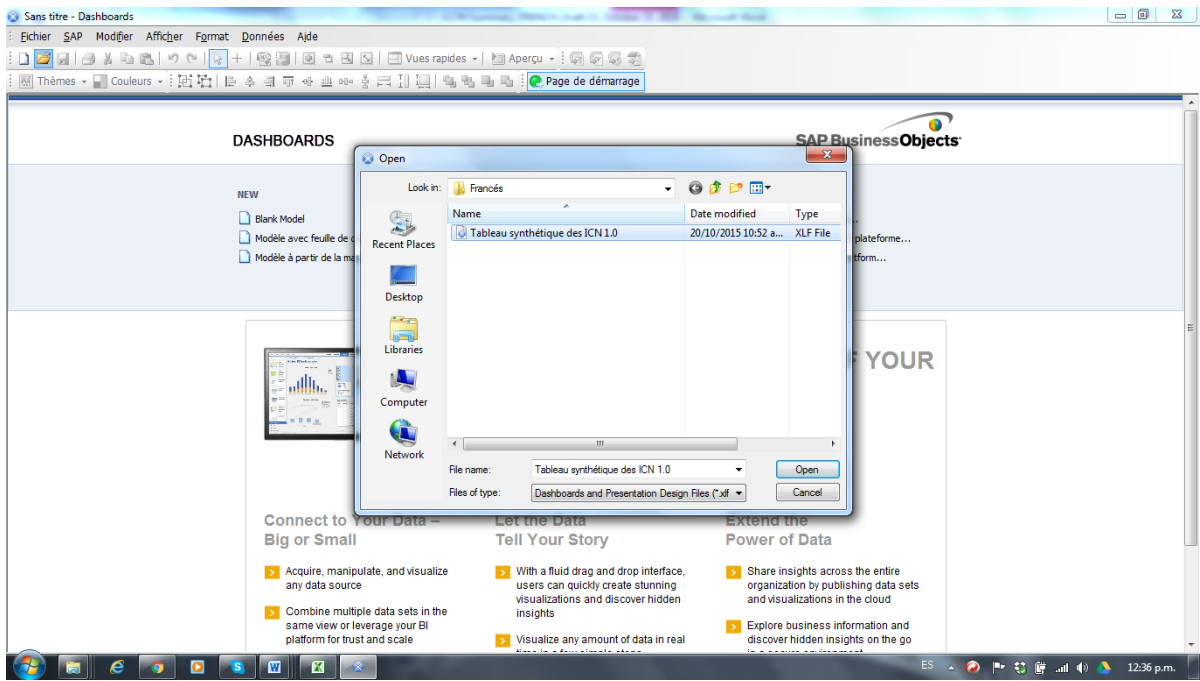 Sans titre - Dashboards
Fichier SAP Modifier Afficher Format Données Aide
Vues rapides Aperçu
Thèmes Couleurs Page de démarrage
DASHBOARDS
SAP BusinessObjects
NEW
Blank Model
Modèle avec feuille de
Modèle à partir de la
plateforme...
Open
Look in: Francés
Name Date modified Type
Tableau synthétique des ICN 1.0 20/10/2015 10:52 a... XLF File
Recent Places
Desktop
Libraries
Computer
Network
File name: Tableau synthétique des ICN 1.0 Open
Files of type: Dashboards and Presentation Design Files (*.xlf Cancel
YOUR
Connect to Your Data –
Big or Small
Acquire, manipulate, and visualize
any data source
Combine multiple data sets in the
same view or leverage your BI
platform for trust and scale
Let the Data
Tell Your Story
With a fluid drag and drop interface,
users can quickly create stunning
visualizations and discover hidden
insights
Visualize any amount of data in real
time in a few simple steps
Extend the
Power of Data
Share insights across the entire
organization by publishing data sets
and visualizations in the cloud
Explore business information and
discover hidden insights on the go
in a secure environment
ES 12:36 p.m.